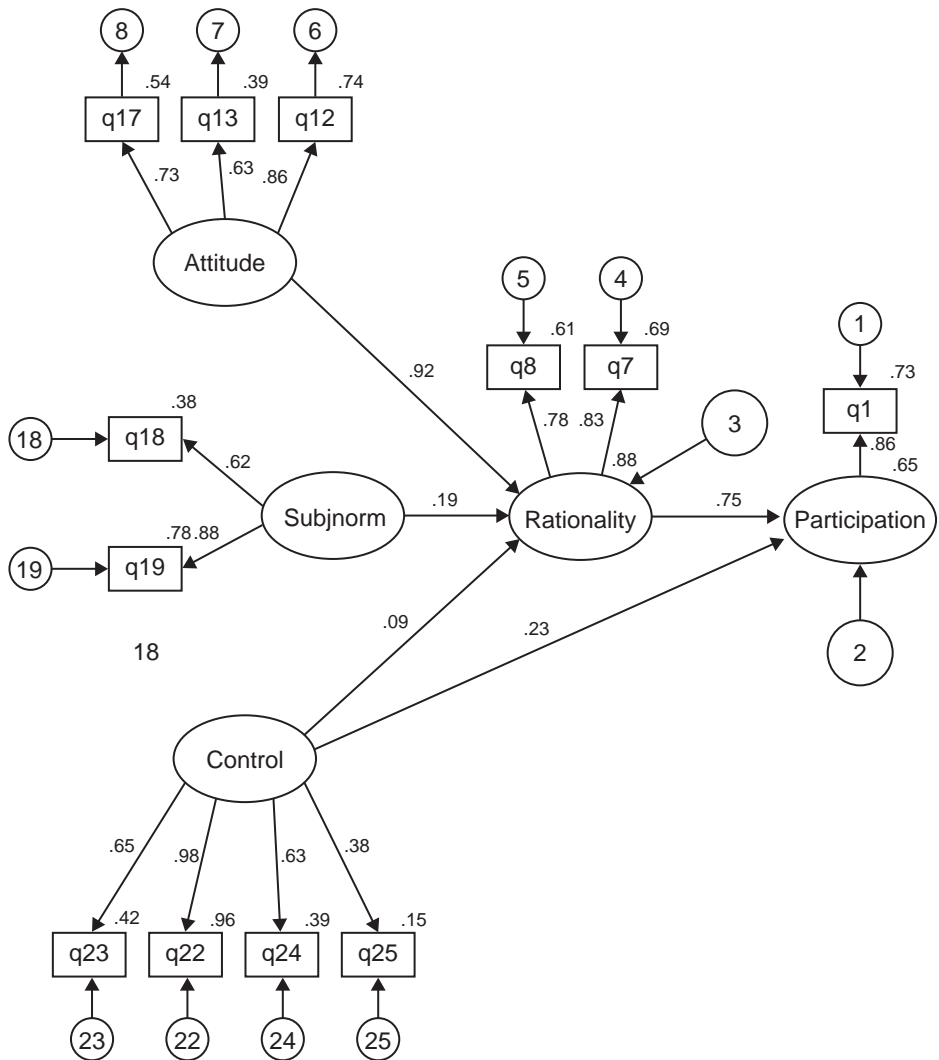 8 7 6
.54 .39 .74
q17 q13 q12
.73 .63 .86
Attitude
5 4
1
.61 .69
q8 q7
.73
q1
.92
.38
18 q18
.62
.78 .83
3
.86
.88
.65
Subjnorm
.19
Rationality
.75
Participation
.78 .88
19 q19
.09
.23
18
2
Control
.65 .98 .63 .38
.42 .96 .39 .15
q23 q22 q24 q25
23 22 24 25